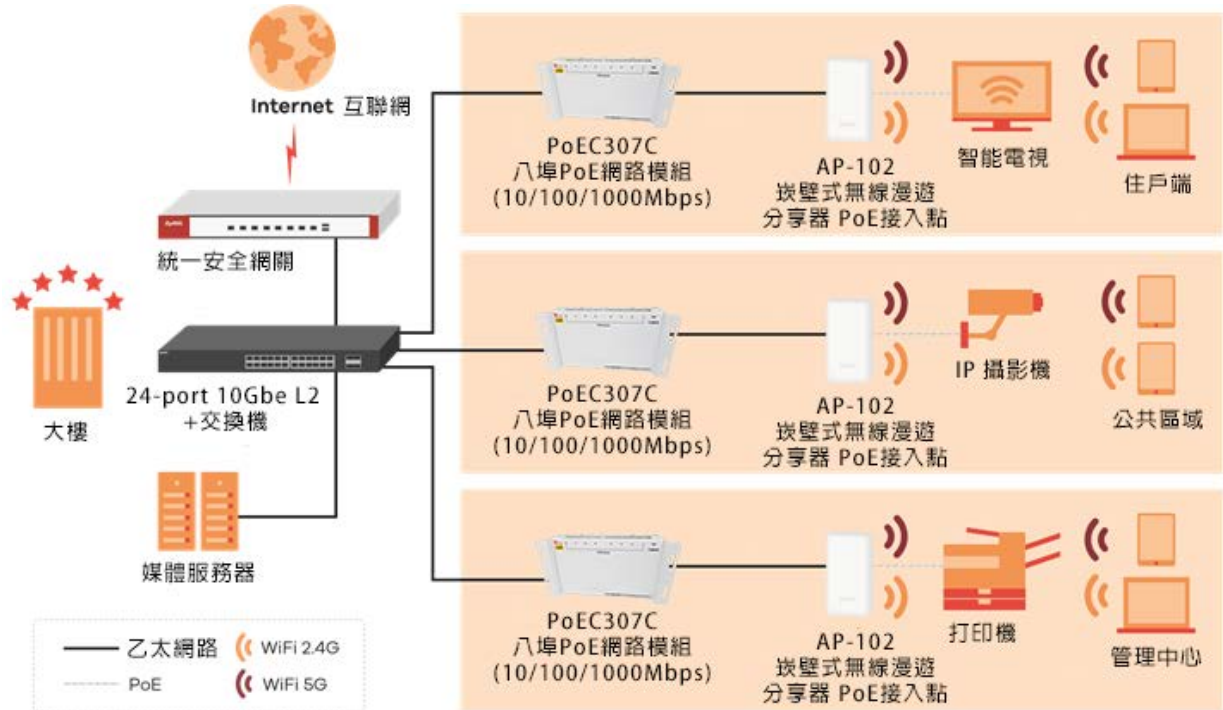 Internet 互聯網
統一安全網關
大樓
24-port 10Gbe L2
+交換機
媒體服務器
乙太網路
WiFi 2.4G
PoE
WiFi 5G
PoEC307C
八埠PoE網路模組
(10/100/1000Mbps)
AP-102
崁壁式無線漫遊
分享器 PoE接入點
智能電視
住戶端
PoEC307C
八埠PoE網路模組
(10/100/1000Mbps)
AP-102
崁壁式無線漫遊
分享器 PoE接入點
IP 攝影機
公共區域
PoEC307C
八埠PoE網路模組
(10/100/1000Mbps)
AP-102
崁壁式無線漫遊
分享器 PoE接入點
打印機
管理中心